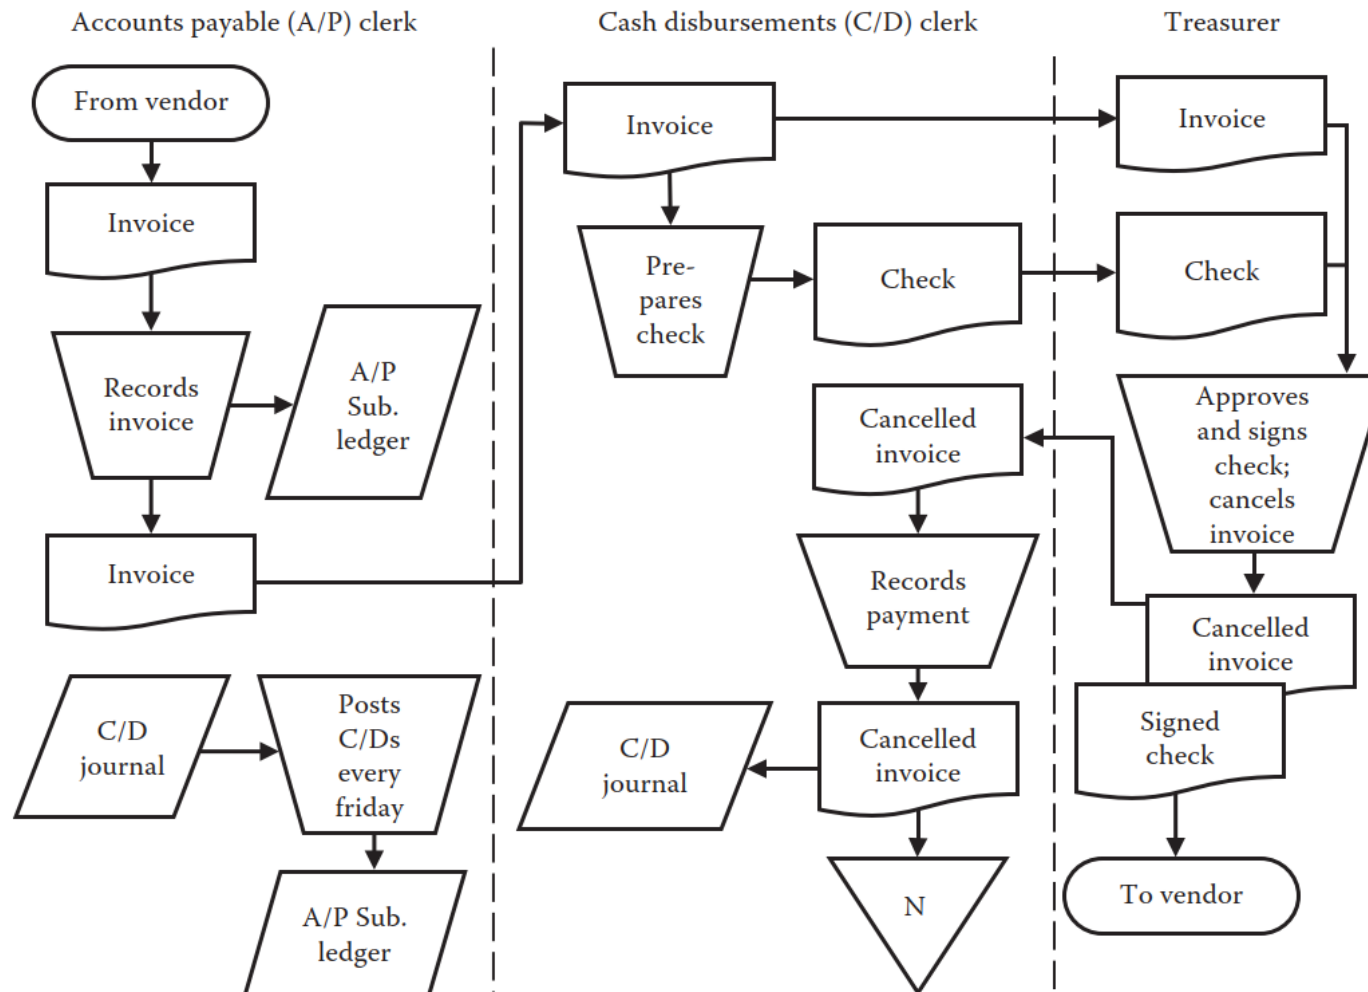 Accounts payable (A/P) clerk
Cash disbursements (C/D) clerk
Treasurer
From vendor
Invoice
Records
invoice
A/P
Sub.
ledger
Invoice
C/D
journal
Posts
C/Ds
every
friday
A/P Sub.
ledger
Invoice
Pre-
pares
check
Check
Cancelled
invoice
Records
payment
Cancelled
invoice
C/D
journal
N
Invoice
Check
Approves
and signs
check;
cancels
invoice
Cancelled
invoice
Signed
check
To vendor